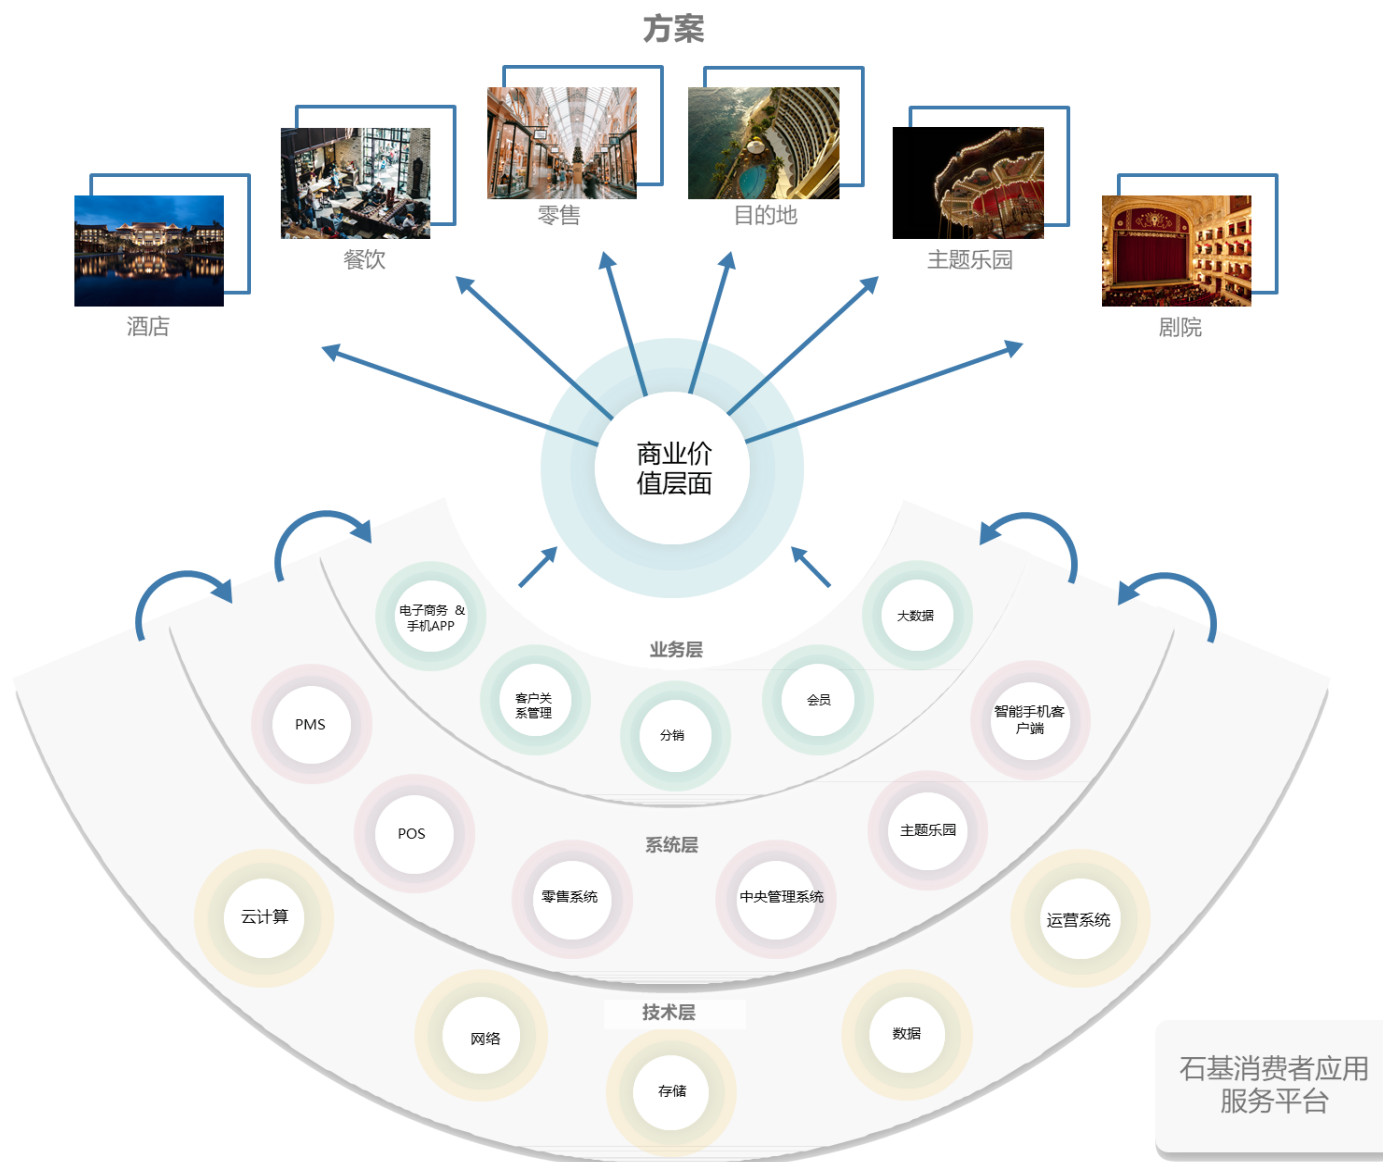 方案
酒店
餐饮
零售
目的地
主题乐园
剧院
商业价
值层面
业务层
电子商务 &
手机APP
客户关
系管理
分销
会员
大数据
系统层
PMS
POS
零售系统
中央管理系统
主题乐园
智能手机客
户端
技术层
云计算
网络
存储
数据
运营系统
石基消费者应用
服务平台